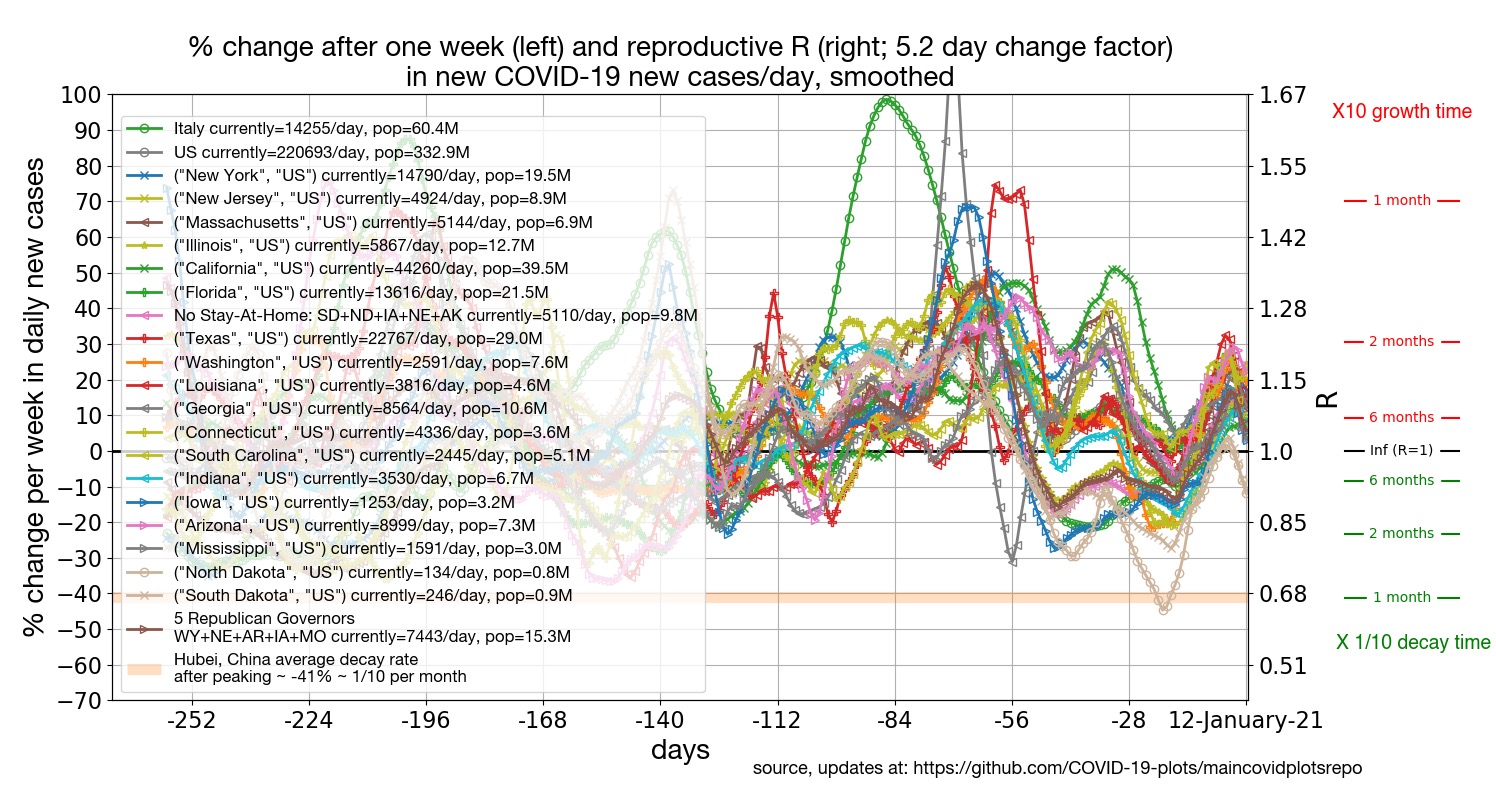 % change after one week (left) and reproductive R (right; 5.2 day change factor)
in new COVID-19 new cases/day, smoothed
% change per week in daily new cases
100
90
80
70
60
50
40
30
20
10
0
−10
−20
−30
−40
−50
−60
−70
Italy currently=14255/day, pop=60.4M
US currently=220693/day, pop=332.9M
("New York", "US") currently=14790/day, pop=19.5M
("New Jersey", "US") currently=4924/day, pop=8.9M
("Massachusetts", "US") currently=5144/day, pop=6.9M
("Illinois", "US") currently=5867/day, pop=12.7M
("California", "US") currently=44260/day, pop=39.5M
("Florida", "US") currently=13616/day, pop=21.5M
No Stay-At-Home: SD+ND+IA+NE+AK currently=5110/day, pop=9.8M
("Texas", "US") currently=22767/day, pop=29.0M
("Washington", "US") currently=2591/day, pop=7.6M
("Louisiana", "US") currently=3816/day, pop=4.6M
("Georgia", "US") currently=8564/day, pop=10.6M
("Connecticut", "US") currently=4336/day, pop=3.6M
("South Carolina", "US") currently=2445/day, pop=5.1M
("Indiana", "US") currently=3530/day, pop=6.7M
("Iowa", "US") currently=1253/day, pop=3.2M
("Arizona", "US") currently=8999/day, pop=7.3M
("Mississippi", "US") currently=1591/day, pop=3.0M
("North Dakota", "US") currently=134/day, pop=0.8M
("South Dakota", "US") currently=246/day, pop=0.9M
5 Republican Governors
WY+NE+AR+IA+MO currently=7443/day, pop=15.3M
Hubei, China average decay rate
after peaking ~ -41% ~ 1/10 per month
-252
-224
-196
-168
-140
-112
-84
-56
-28
12-January-21
days
1.67
1.55
1.42
1.28
1.15
1.0
0.85
0.68
0.51
R
X10 growth time
1 month
2 months
6 months
Inf (R=1)
6 months
2 months
1 month
X 1/10 decay time
source, updates at: https://github.com/COVID-19-plots/maincovidplotsrepo